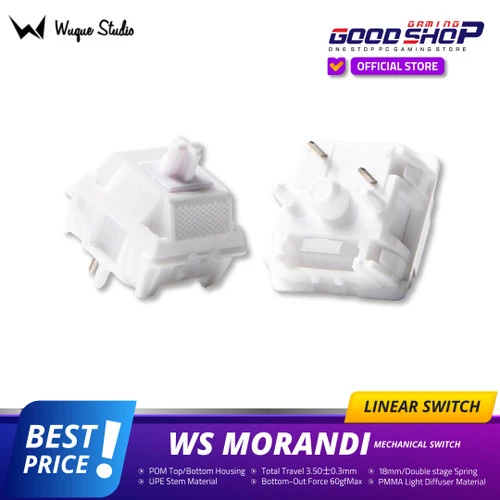 Wuque Studio
GAMING
GOODSHOP
ONE STOP PC GAMING STORE
OFFICIAL STORE
LINEAR SWITCH
BEST
PRICE!
WS MORANDI MECHANICAL SWITCH
• POM Top/Bottom Housing • Total Travel 3.50±0.3mm • 18mm/Double stage Spring
• UPE Stem Material • Bottom-Out Force 60gfMax • PMMA Light Diffuser Material